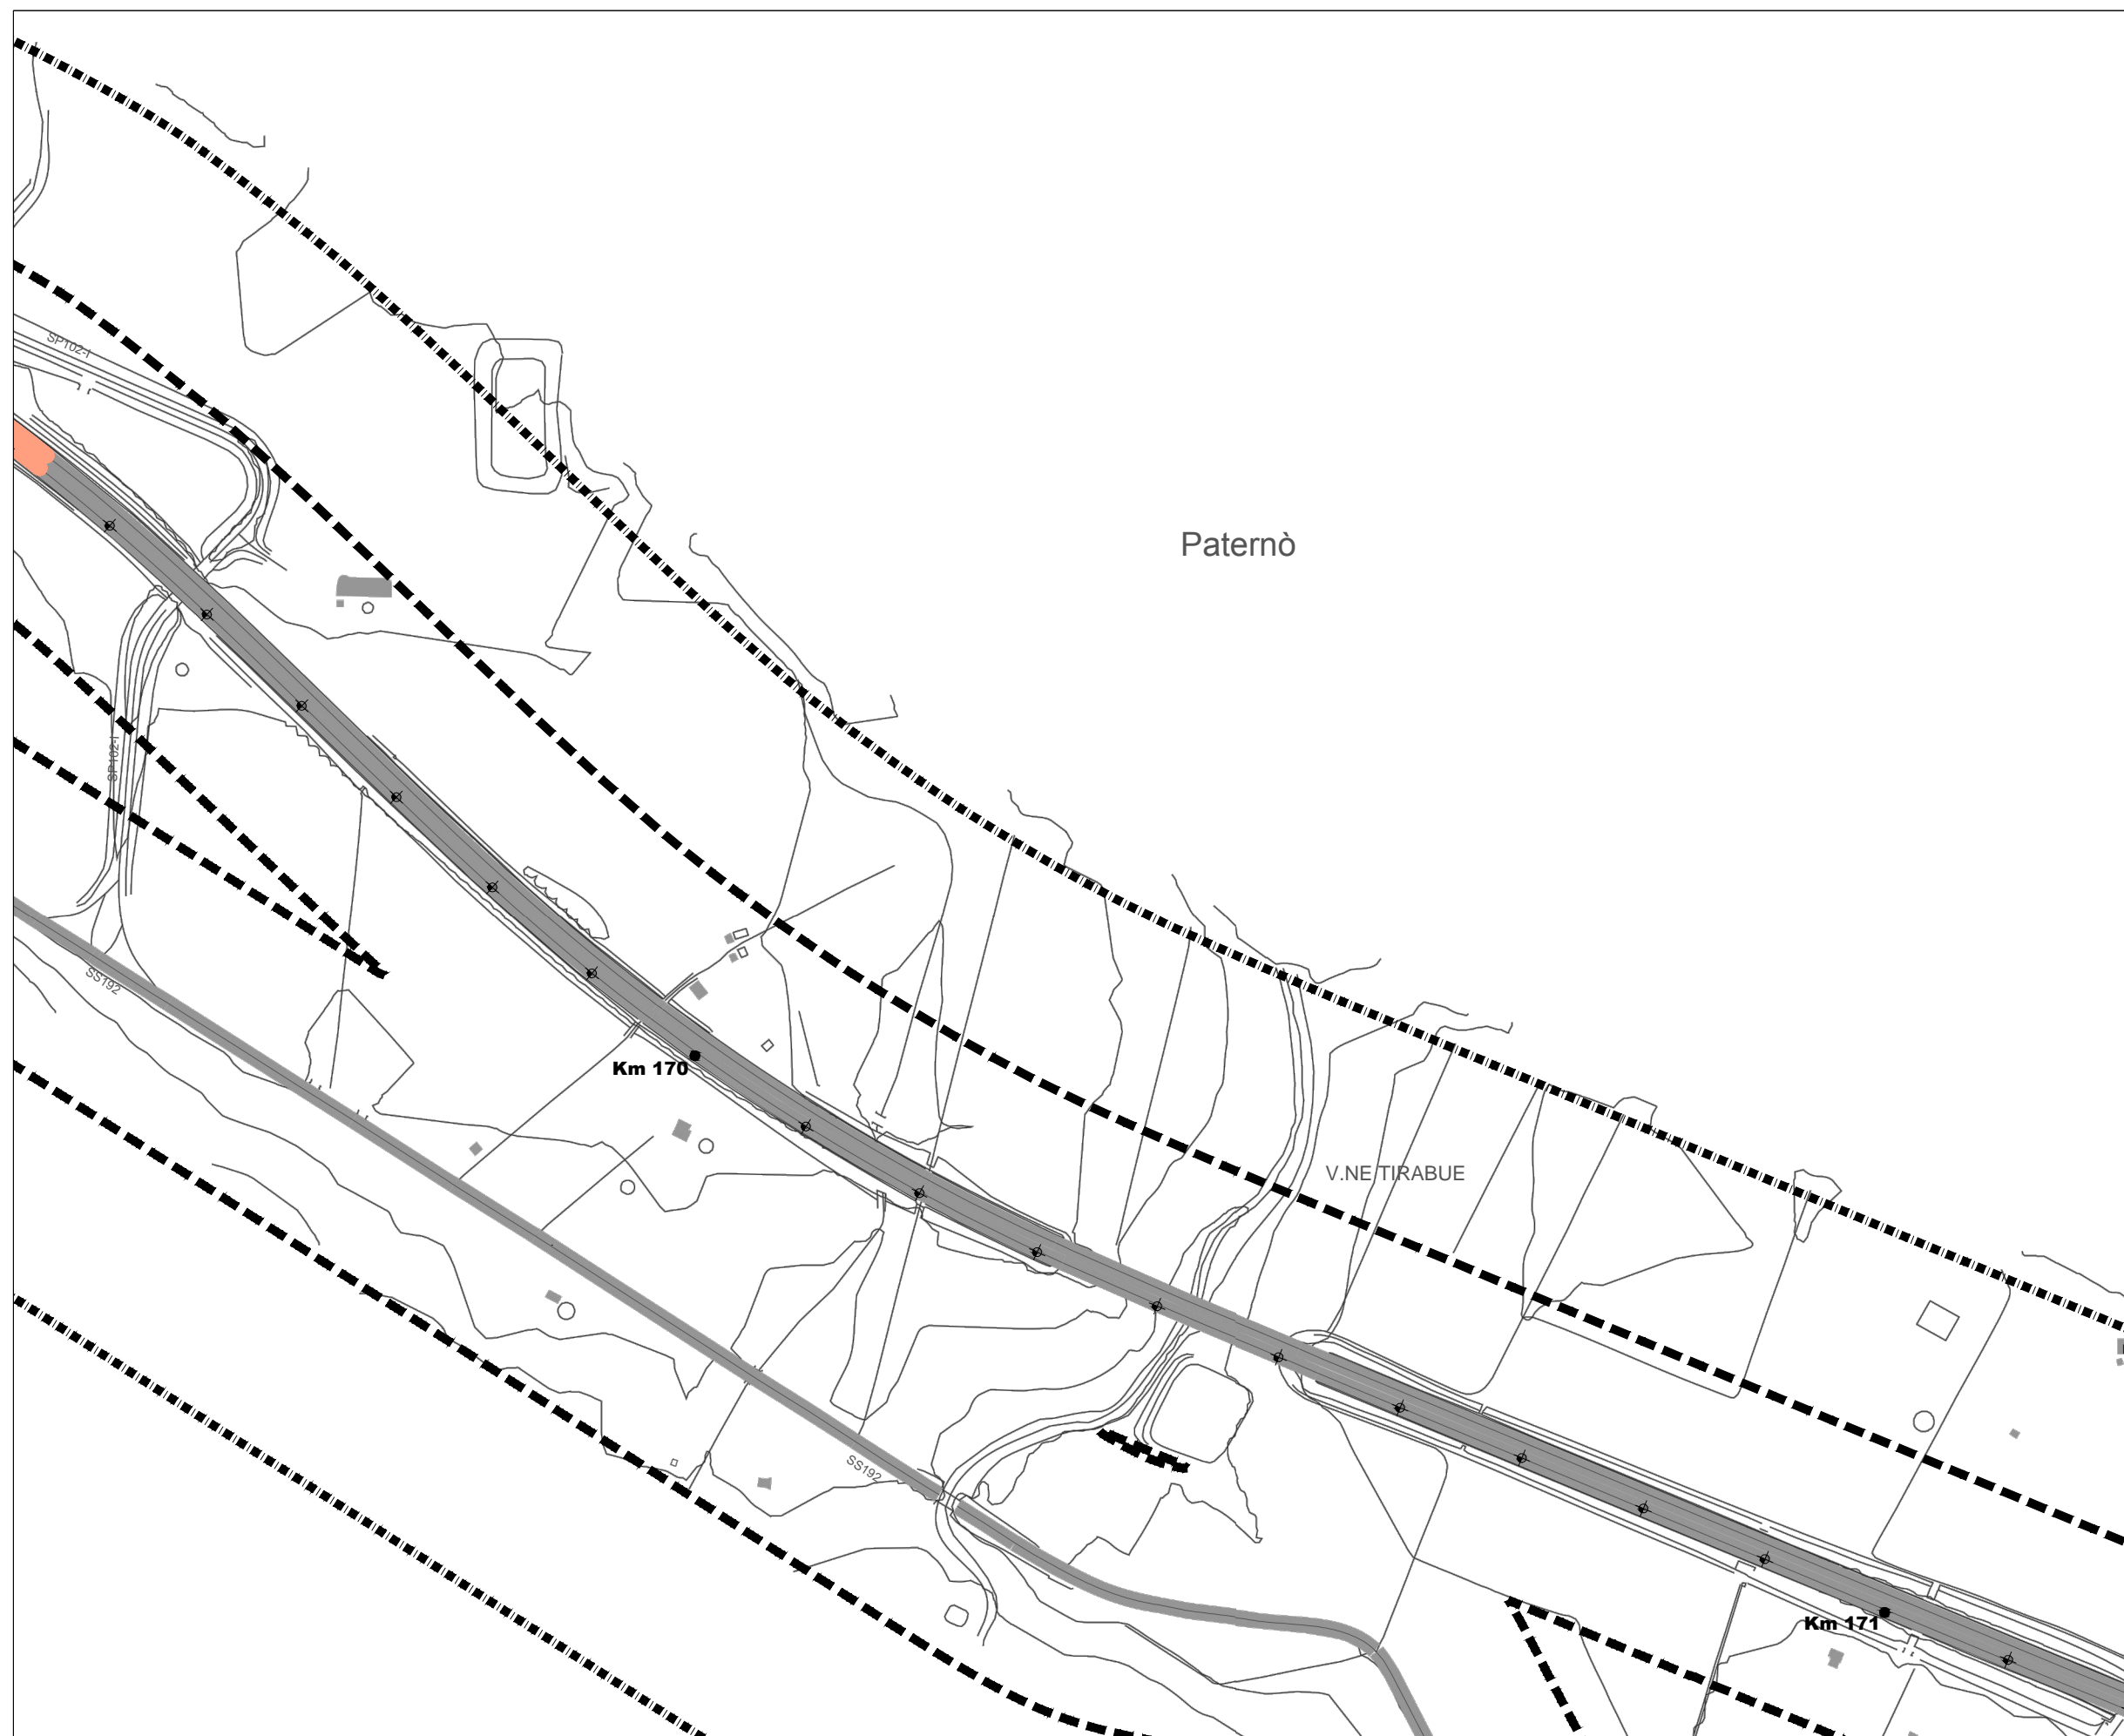 SP102-I
Paternò
SP102-I
SS192
Km 170
V.NE TIRABUE
SS192
Km 171